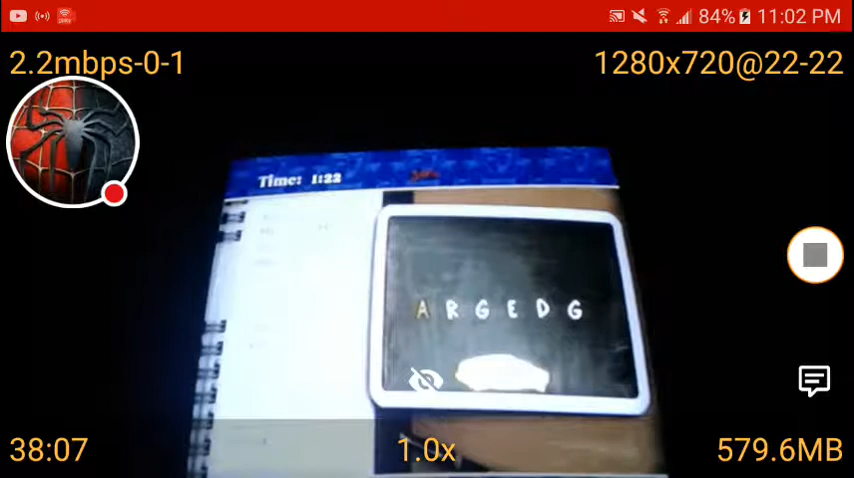 84% 11:02 PM
2.2mbps-0-1
1280x720@22-22
Time: 1:22
A R G E D G
38:07
1.0x
579.6MB